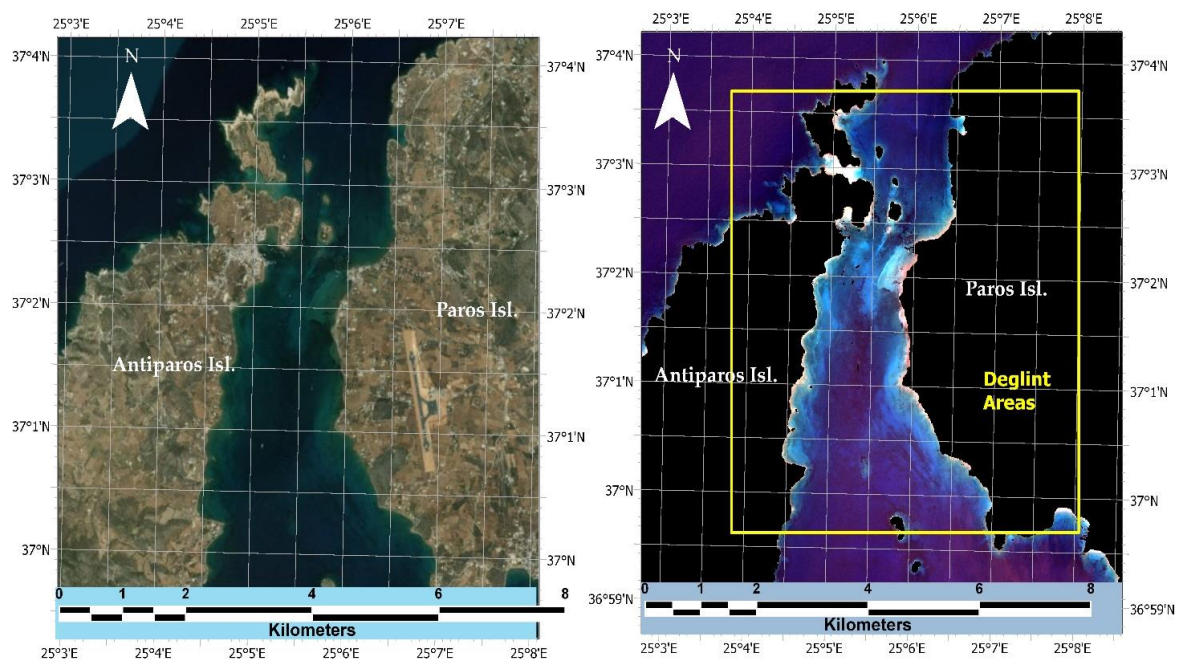 25°3'E 25°4'E 25°5'E 25°6'E 25°7'E
37°4'N 37°4'N
N
37°3'N 37°3'N
37°2'N 37°2'N
Paros Isl.
Antiparos Isl.
37°1'N 37°1'N
37°N 37°N
0 1 2 4 6 8
Kilometers
25°3'E 25°4'E 25°5'E 25°6'E 25°7'E 25°8'E
25°3'E 25°4'E 25°5'E 25°6'E 25°7'E 25°8'E
37°4'N 37°4'N
N
37°3'N 37°3'N
37°2'N 37°2'N
Paros Isl.
Antiparos Isl.
Deglint
Areas
37°1'N 37°1'N
37°N 37°N
0 1 2 4 6 8
36°59'N 36°59'N
Kilometers
25°3'E 25°4'E 25°5'E 25°6'E 25°7'E 25°8'E